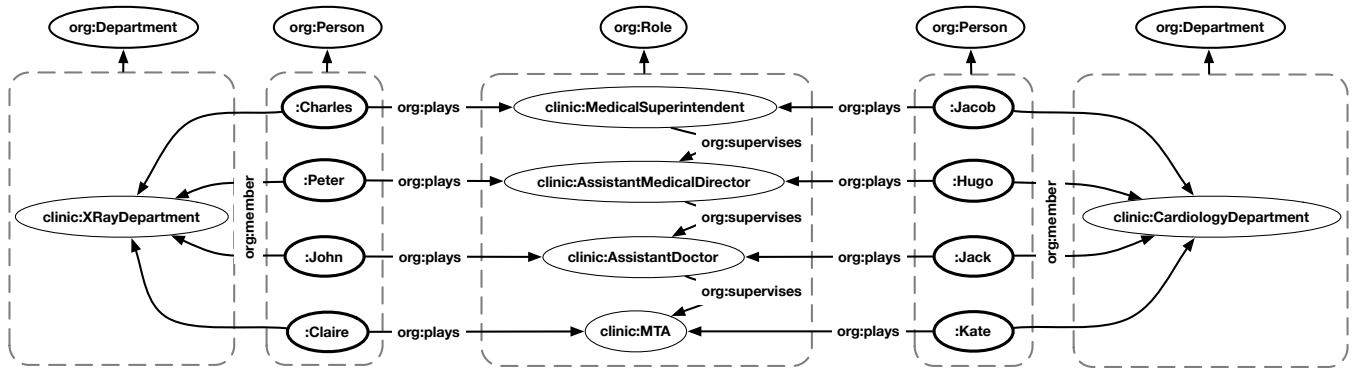 org:Department
org:Person
org:Role
org:Person
org:Department
:Charles
org:plays
clinic:MedicalSuperintendent
org:plays
:Jacob
org:supervises
:Peter
org:plays
clinic:AssistantMedicalDirector
org:plays
:Hugo
clinic:XRayDepartment
org:member
org:supervises
org:member
clinic:CardiologyDepartment
:John
org:plays
clinic:AssistantDoctor
org:plays
:Jack
org:supervises
:Claire
org:plays
clinic:MTA
org:plays
:Kate